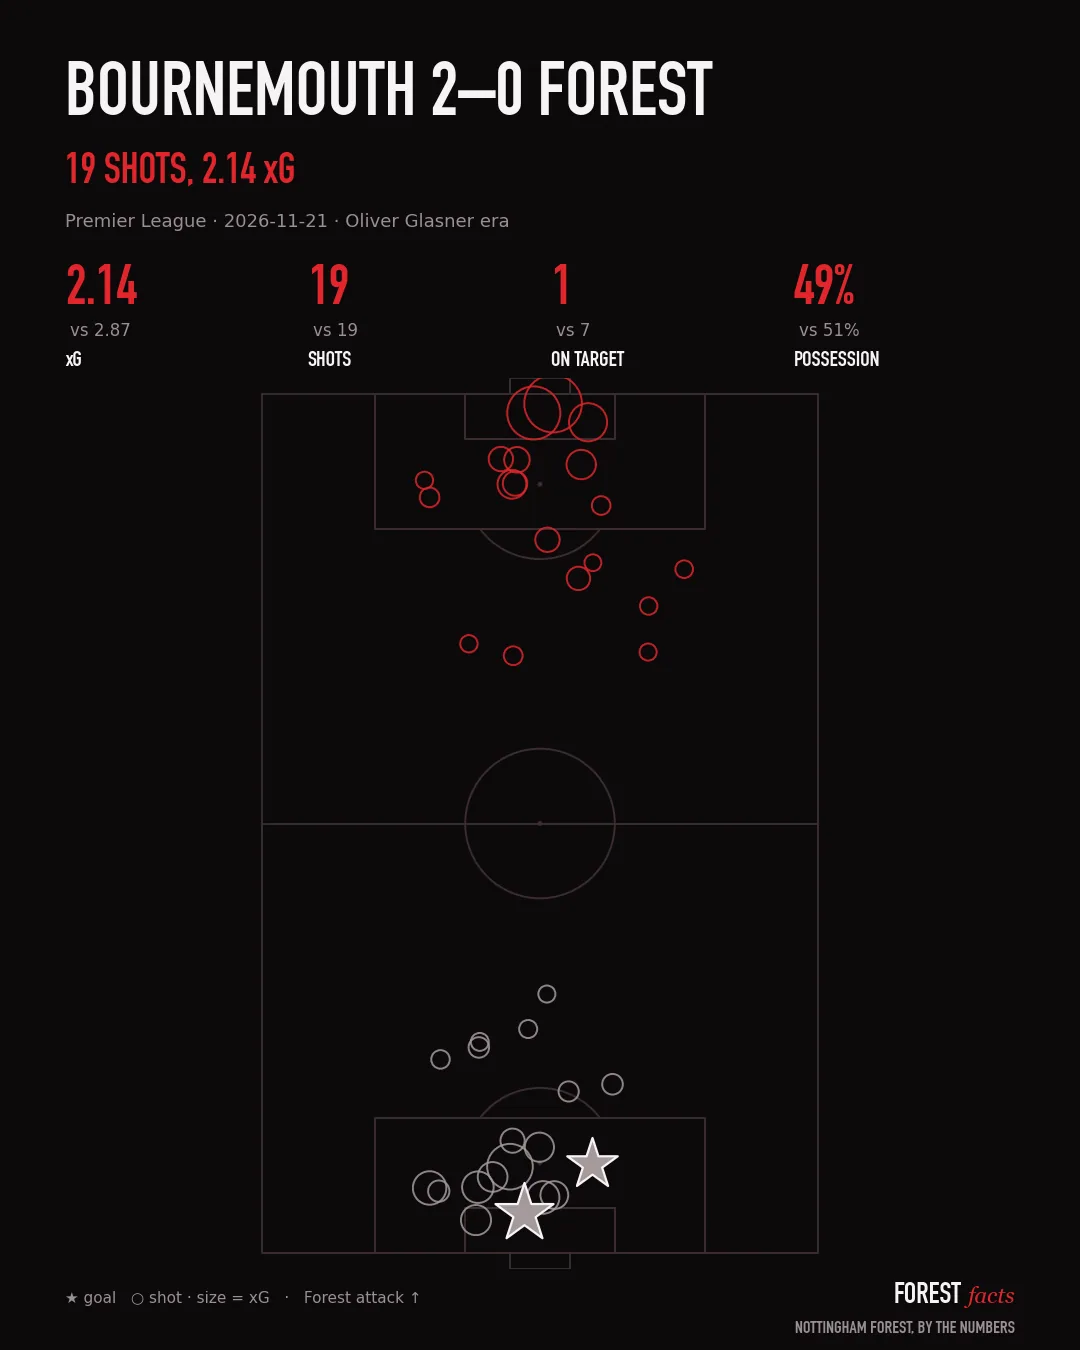 BOURNEMOUTH 2–0 FOREST
19 SHOTS, 2.14 xG
Premier League · 2026-11-21 · Oliver Glasner era
2.14 19 1 49%
vs 2.87 vs 19 vs 7 vs 51%
xG SHOTS ON TARGET POSSESSION
★ goal ○ shot · size = xG · Forest attack ↑
FOREST facts
NOTTINGHAM FOREST, BY THE NUMBERS